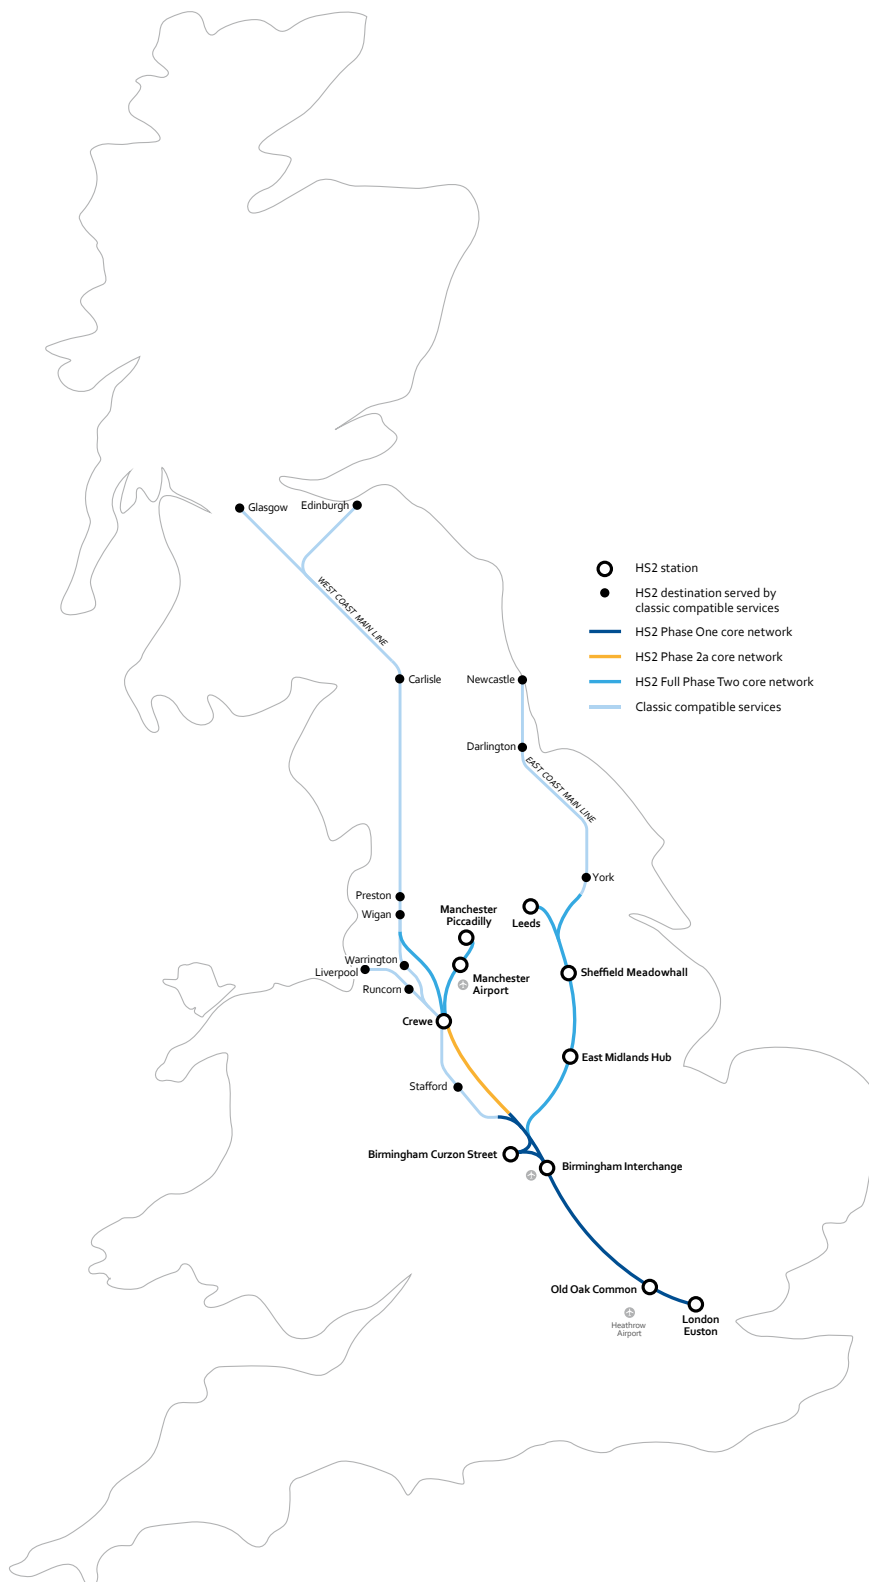 Glasgow
Edinburgh
WEST COAST MAIN LINE
HS2 station
HS2 destination served by
classic compatible services
HS2 Phase One core network
HS2 Phase 2a core network
HS2 Full Phase Two core network
Classic compatible services
Carlisle
Newcastle
Darlington
EAST COAST MAIN LINE
York
Preston
Wigan
Manchester
Piccadilly
Leeds
Warrington
Liverpool
Runcorn
Manchester
Airport
Sheffield Meadowhall
Crewe
East Midlands Hub
Stafford
Birmingham Curzon Street
Birmingham Interchange
Old Oak Common
Heathrow
Airport
London
Euston